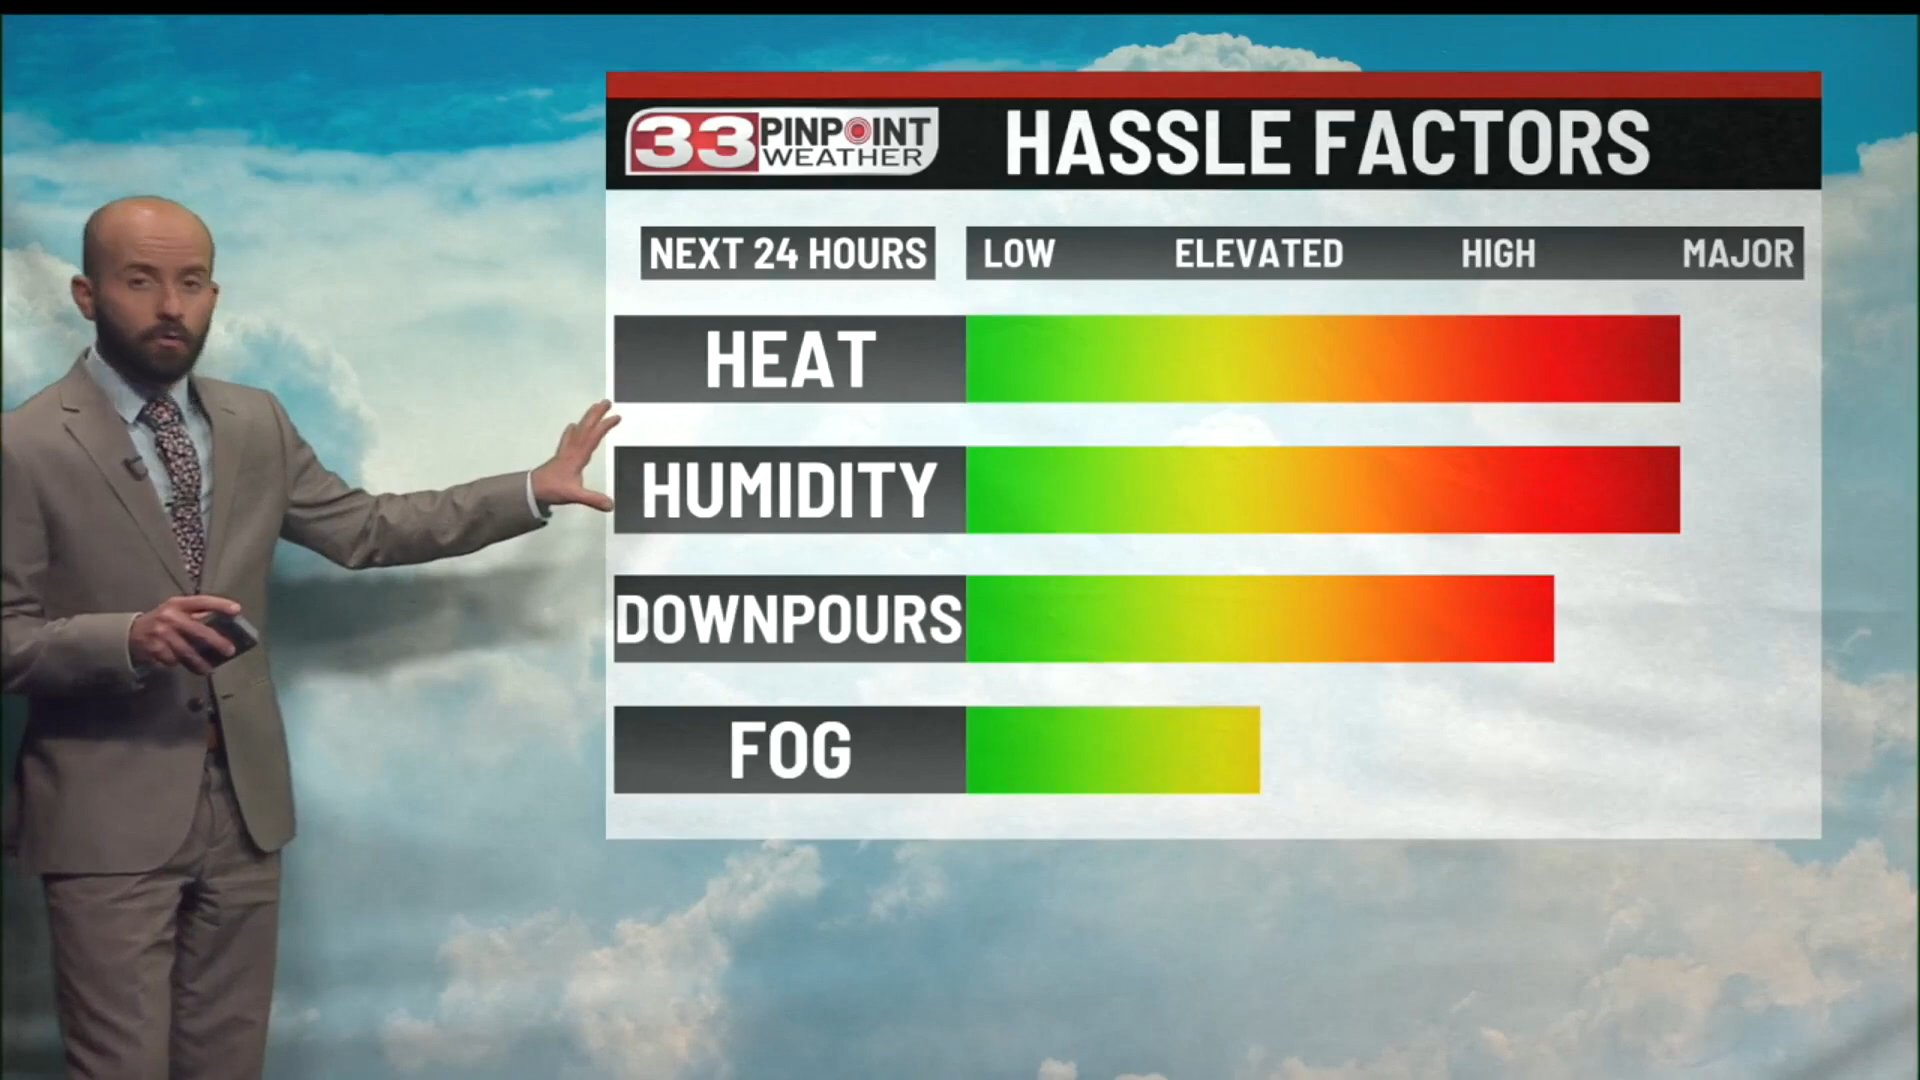 33 PINPOINT
WEATHER
HASSLE FACTORS
NEXT 24 HOURS
LOW ELEVATED HIGH MAJOR
HEAT
HUMIDITY
DOWNPOURS
FOG